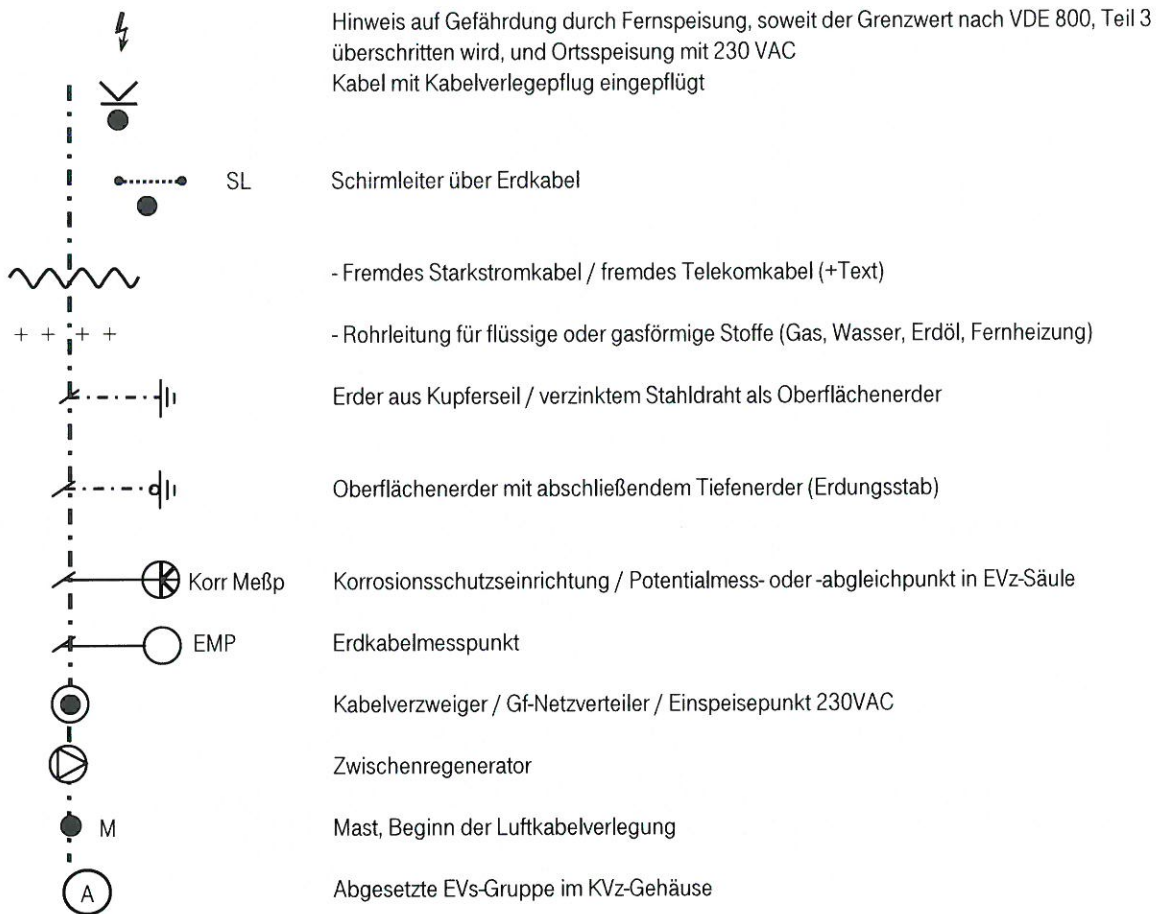 Hinweis auf Gefährdung durch Fernspeisung, soweit der Grenzwert nach VDE 800, Teil 3
überschritten wird, und Ortsspeisung mit 230 VAC
Kabel mit Kabelverlegepflug eingepflügt
SL Schirmleiter über Erdkabel
- Fremdes Starkstromkabel / fremdes Telekomkabel (+Text)
+ + + + - Rohrleitung für flüssige oder gasförmige Stoffe (Gas, Wasser, Erdöl, Fernheizung)
Erder aus Kupferseil / verzinktem Stahldraht als Oberflächenerder
Oberflächenerder mit abschließendem Tiefenerder (Erdungsstab)
Korr Meßp Korrosionsschutzseinrichtung / Potentialmess- oder -abgleichpunkt in EVz-Säule
EMP Erdkabelmesspunkt
Kabelverzweiger / Gf-Netzverteiler / Einspeisepunkt 230VAC
Zwischenregenerator
M Mast, Beginn der Luftkabelverlegung
A Abgesetzte EVs-Gruppe im KVz-Gehäuse